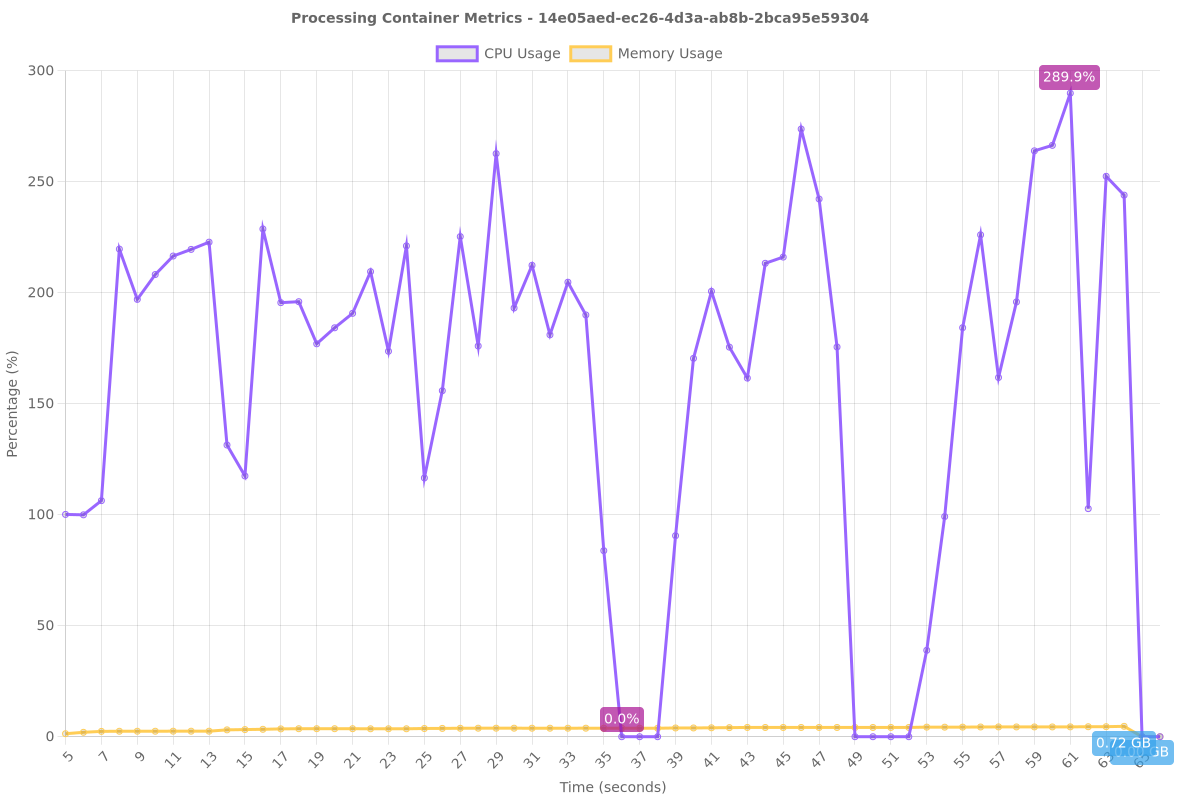 Processing Container Metrics - 14e05aed-ec26-4d3a-ab8b-2bca95e59304
CPU Usage Memory Usage
300
289.9%
250
200
150
100
50
0
Percentage (%)
0.0%
0.72 GB
5 7 9 11 13 15 17 19 21 23 25 27 29 31 33 35 37 39 41 43 45 47 49 51 53 55 57 59 61
Time (seconds)